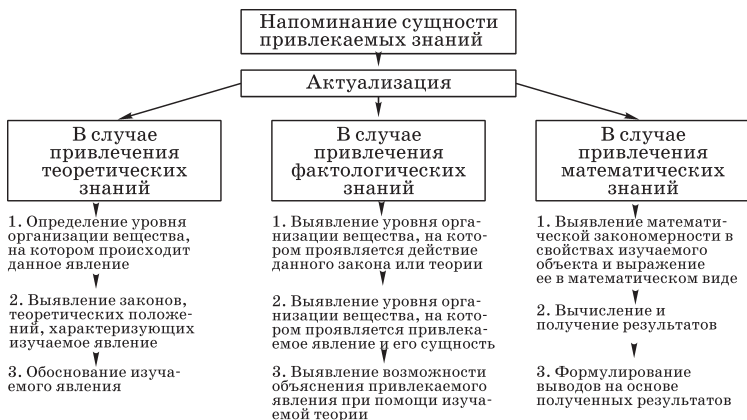 Напоминание сущности
привлекаемых знаний
Актуализация
В случае
привлечения
теоретических
знаний
1. Определение уровня
организации вещества,
на котором происходит
данное явление
2. Выявление законов,
теоретических положе-
ний, характеризующих
изучаемое явление
3. Обоснование изуча-
емого явления
В случае
привлечения
фактологических
знаний
1. Выявление уровня орга-
низации вещества, на кото-
ром проявляется действие
данного закона или теории
2. Выявление уровня орга-
низации вещества, на кото-
ром проявляется привлека-
емое явление и его сущность
3. Выявление возможности
объяснения привлекаемого
явления при помощи изуча-
емой теории
В случае
привлечения
математических
знаний
1. Выявление математи-
ческой закономерности в
свойствах изучаемого
объекта и выражение
ее в математическом виде
2. Вычисление и
получение результатов
3. Формулирование
выводов на основе
полученных результатов